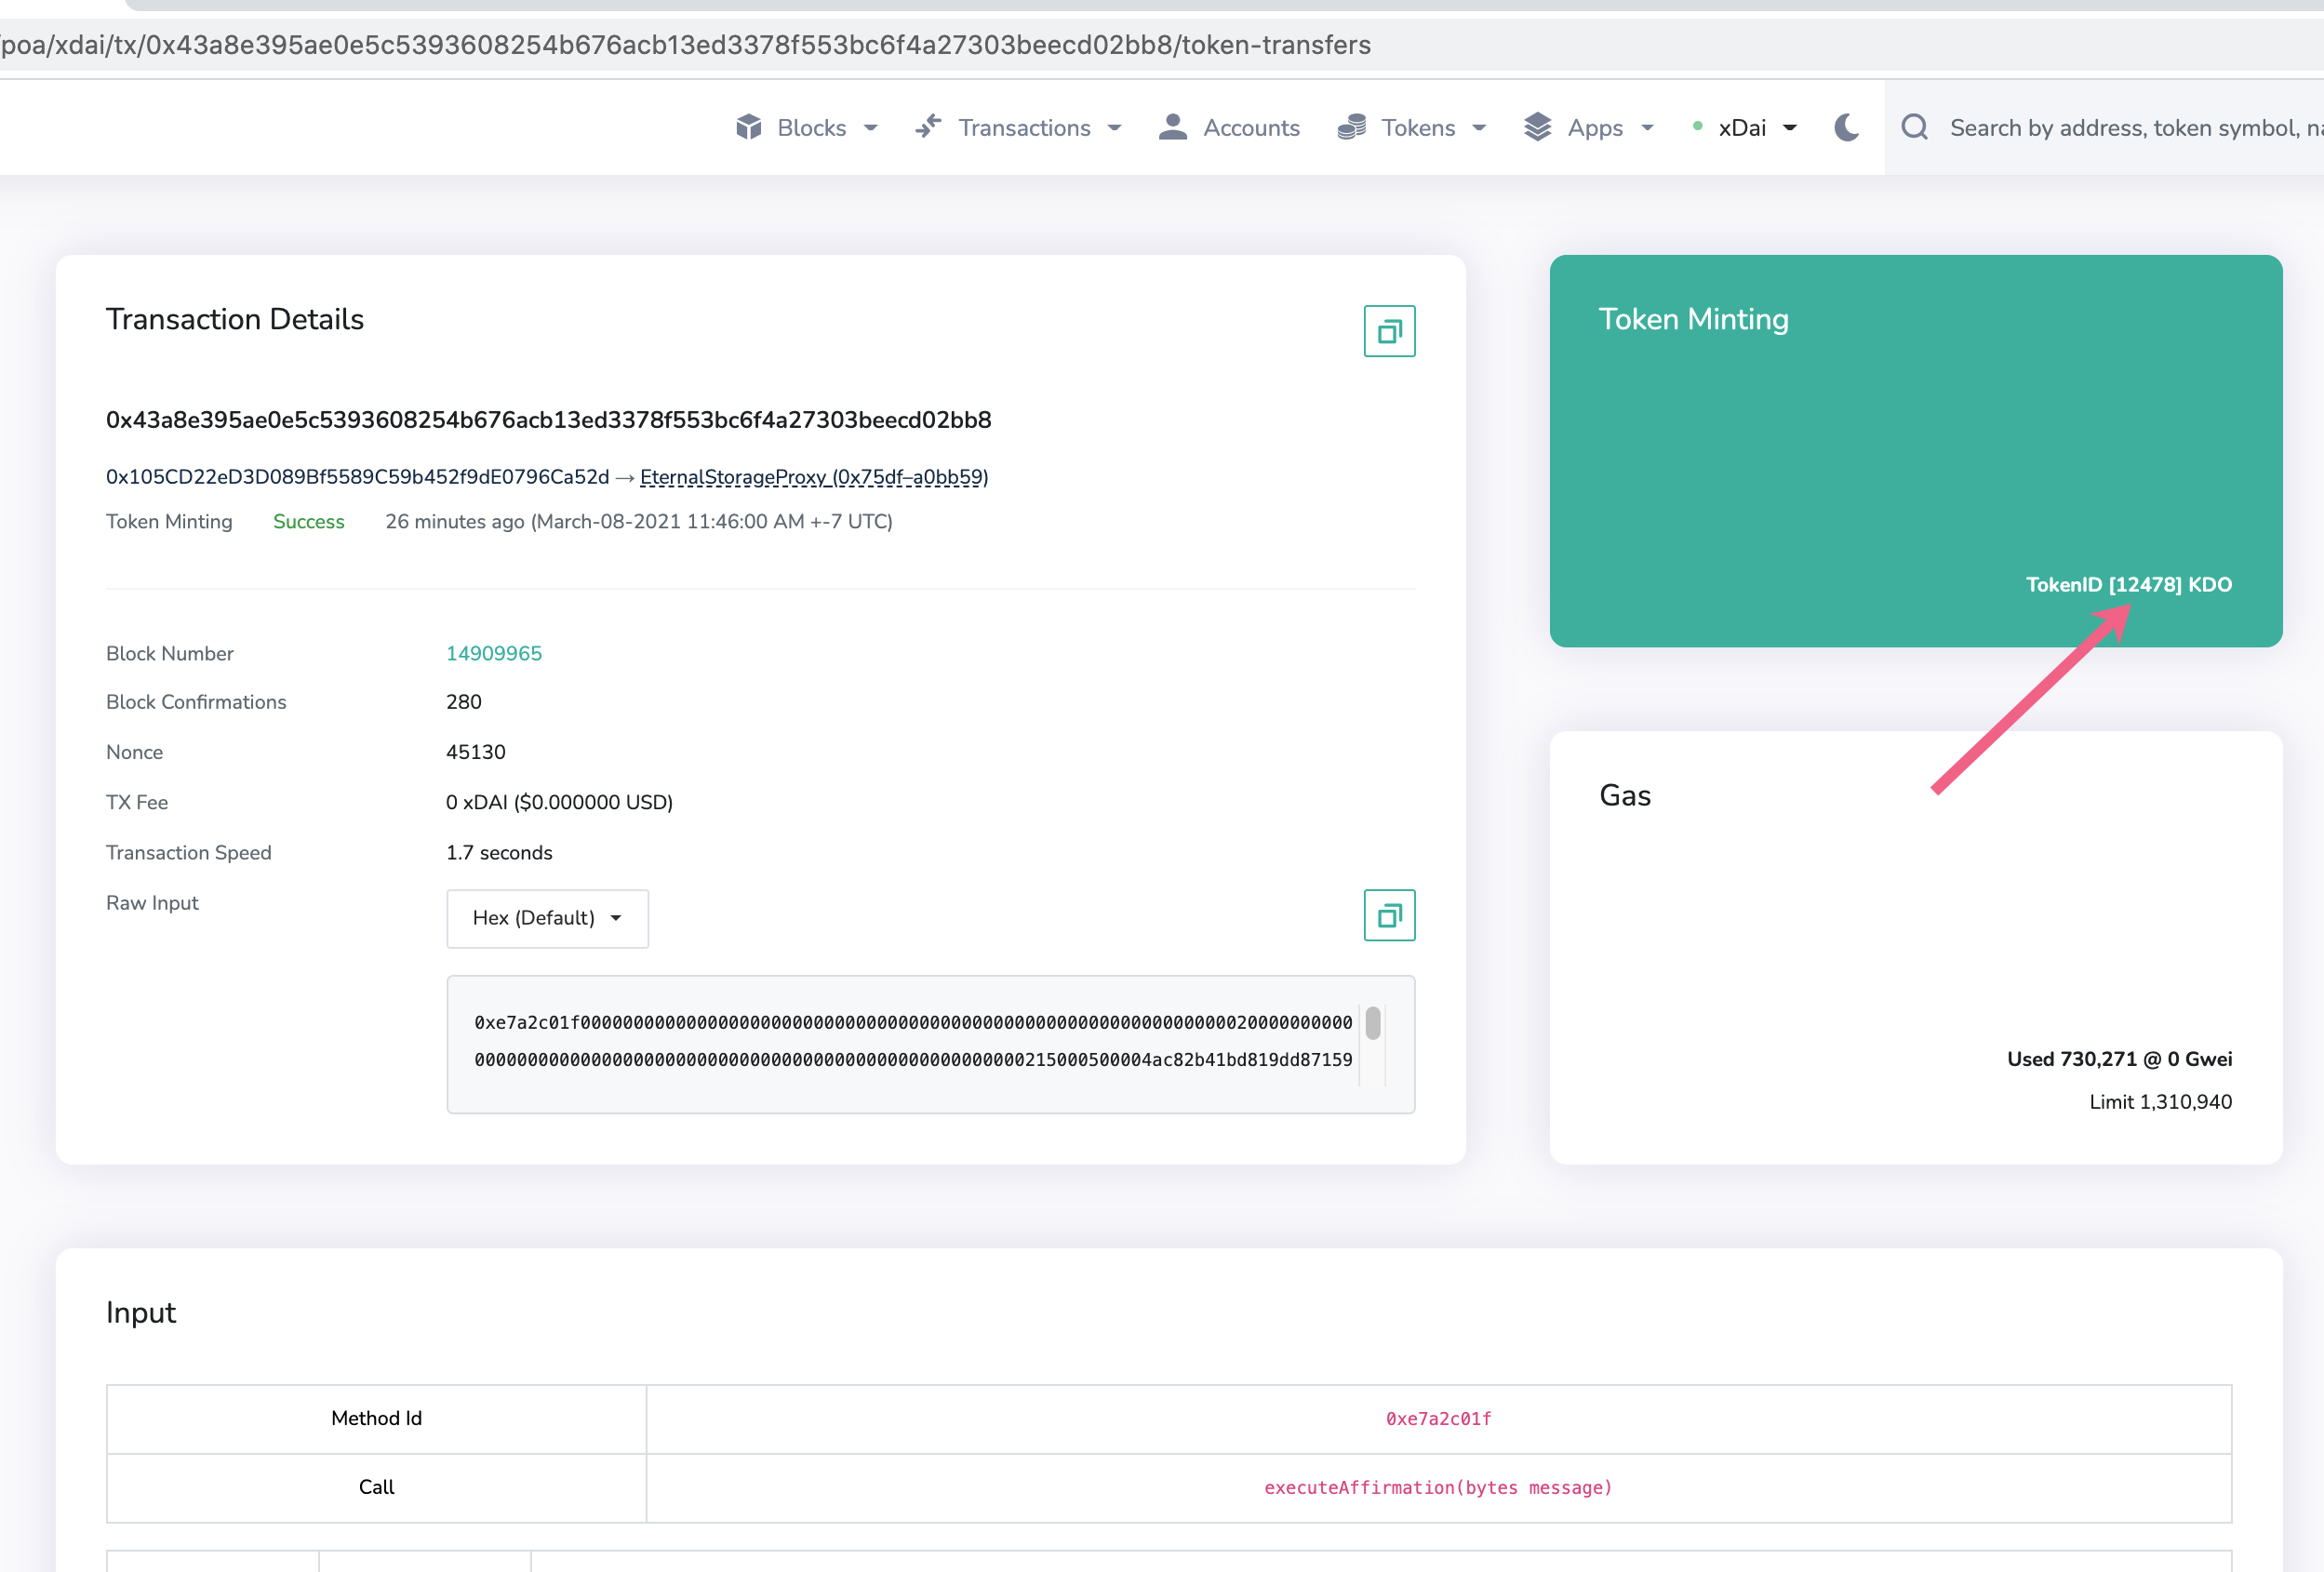 /poa/xdai/tx/0x43a8e395ae0e5c5393608254b676acb13ed3378f553bc6f4a27303beecd02bb8/token-transfers
Blocks Transactions Accounts Tokens Apps xDai Search by address, token symbol, na
Transaction Details
0x43a8e395ae0e5c5393608254b676acb13ed3378f553bc6f4a27303beecd02bb8
0x105CD22eD3D089Bf5589C59b452f9dE0796Ca52d → EternalStorageProxy (0x75df–a0bb59)
Token Minting Success 26 minutes ago (March-08-2021 11:46:00 AM +-7 UTC)
Block Number 14909965
Block Confirmations 280
Nonce 45130
TX Fee 0 xDAI ($0.000000 USD)
Transaction Speed 1.7 seconds
Raw Input Hex (Default)
Token Minting
TokenID [12478] KDO
Gas
Used 730,271 @ 0 Gwei
Limit 1,310,940
Input
Method Id 0xe7a2c01f
Call executeAffirmation(bytes message)